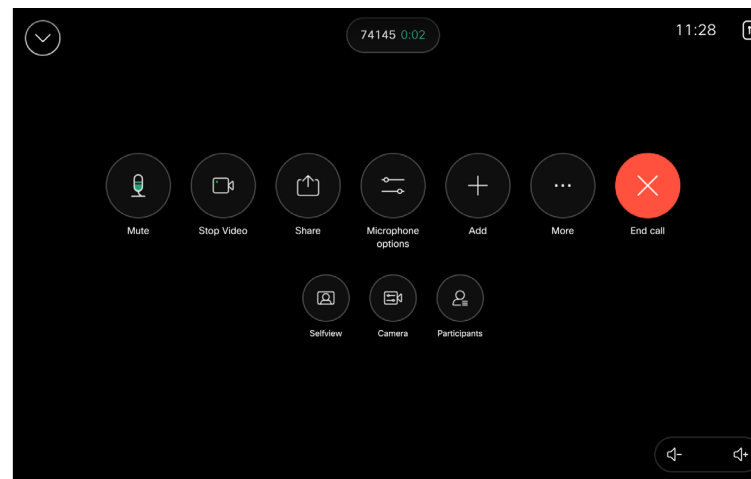 74145 0:02
11:28
Mute
Stop Video
Share
Microphone
options
Add
More
End call
Selfview
Camera
Participants